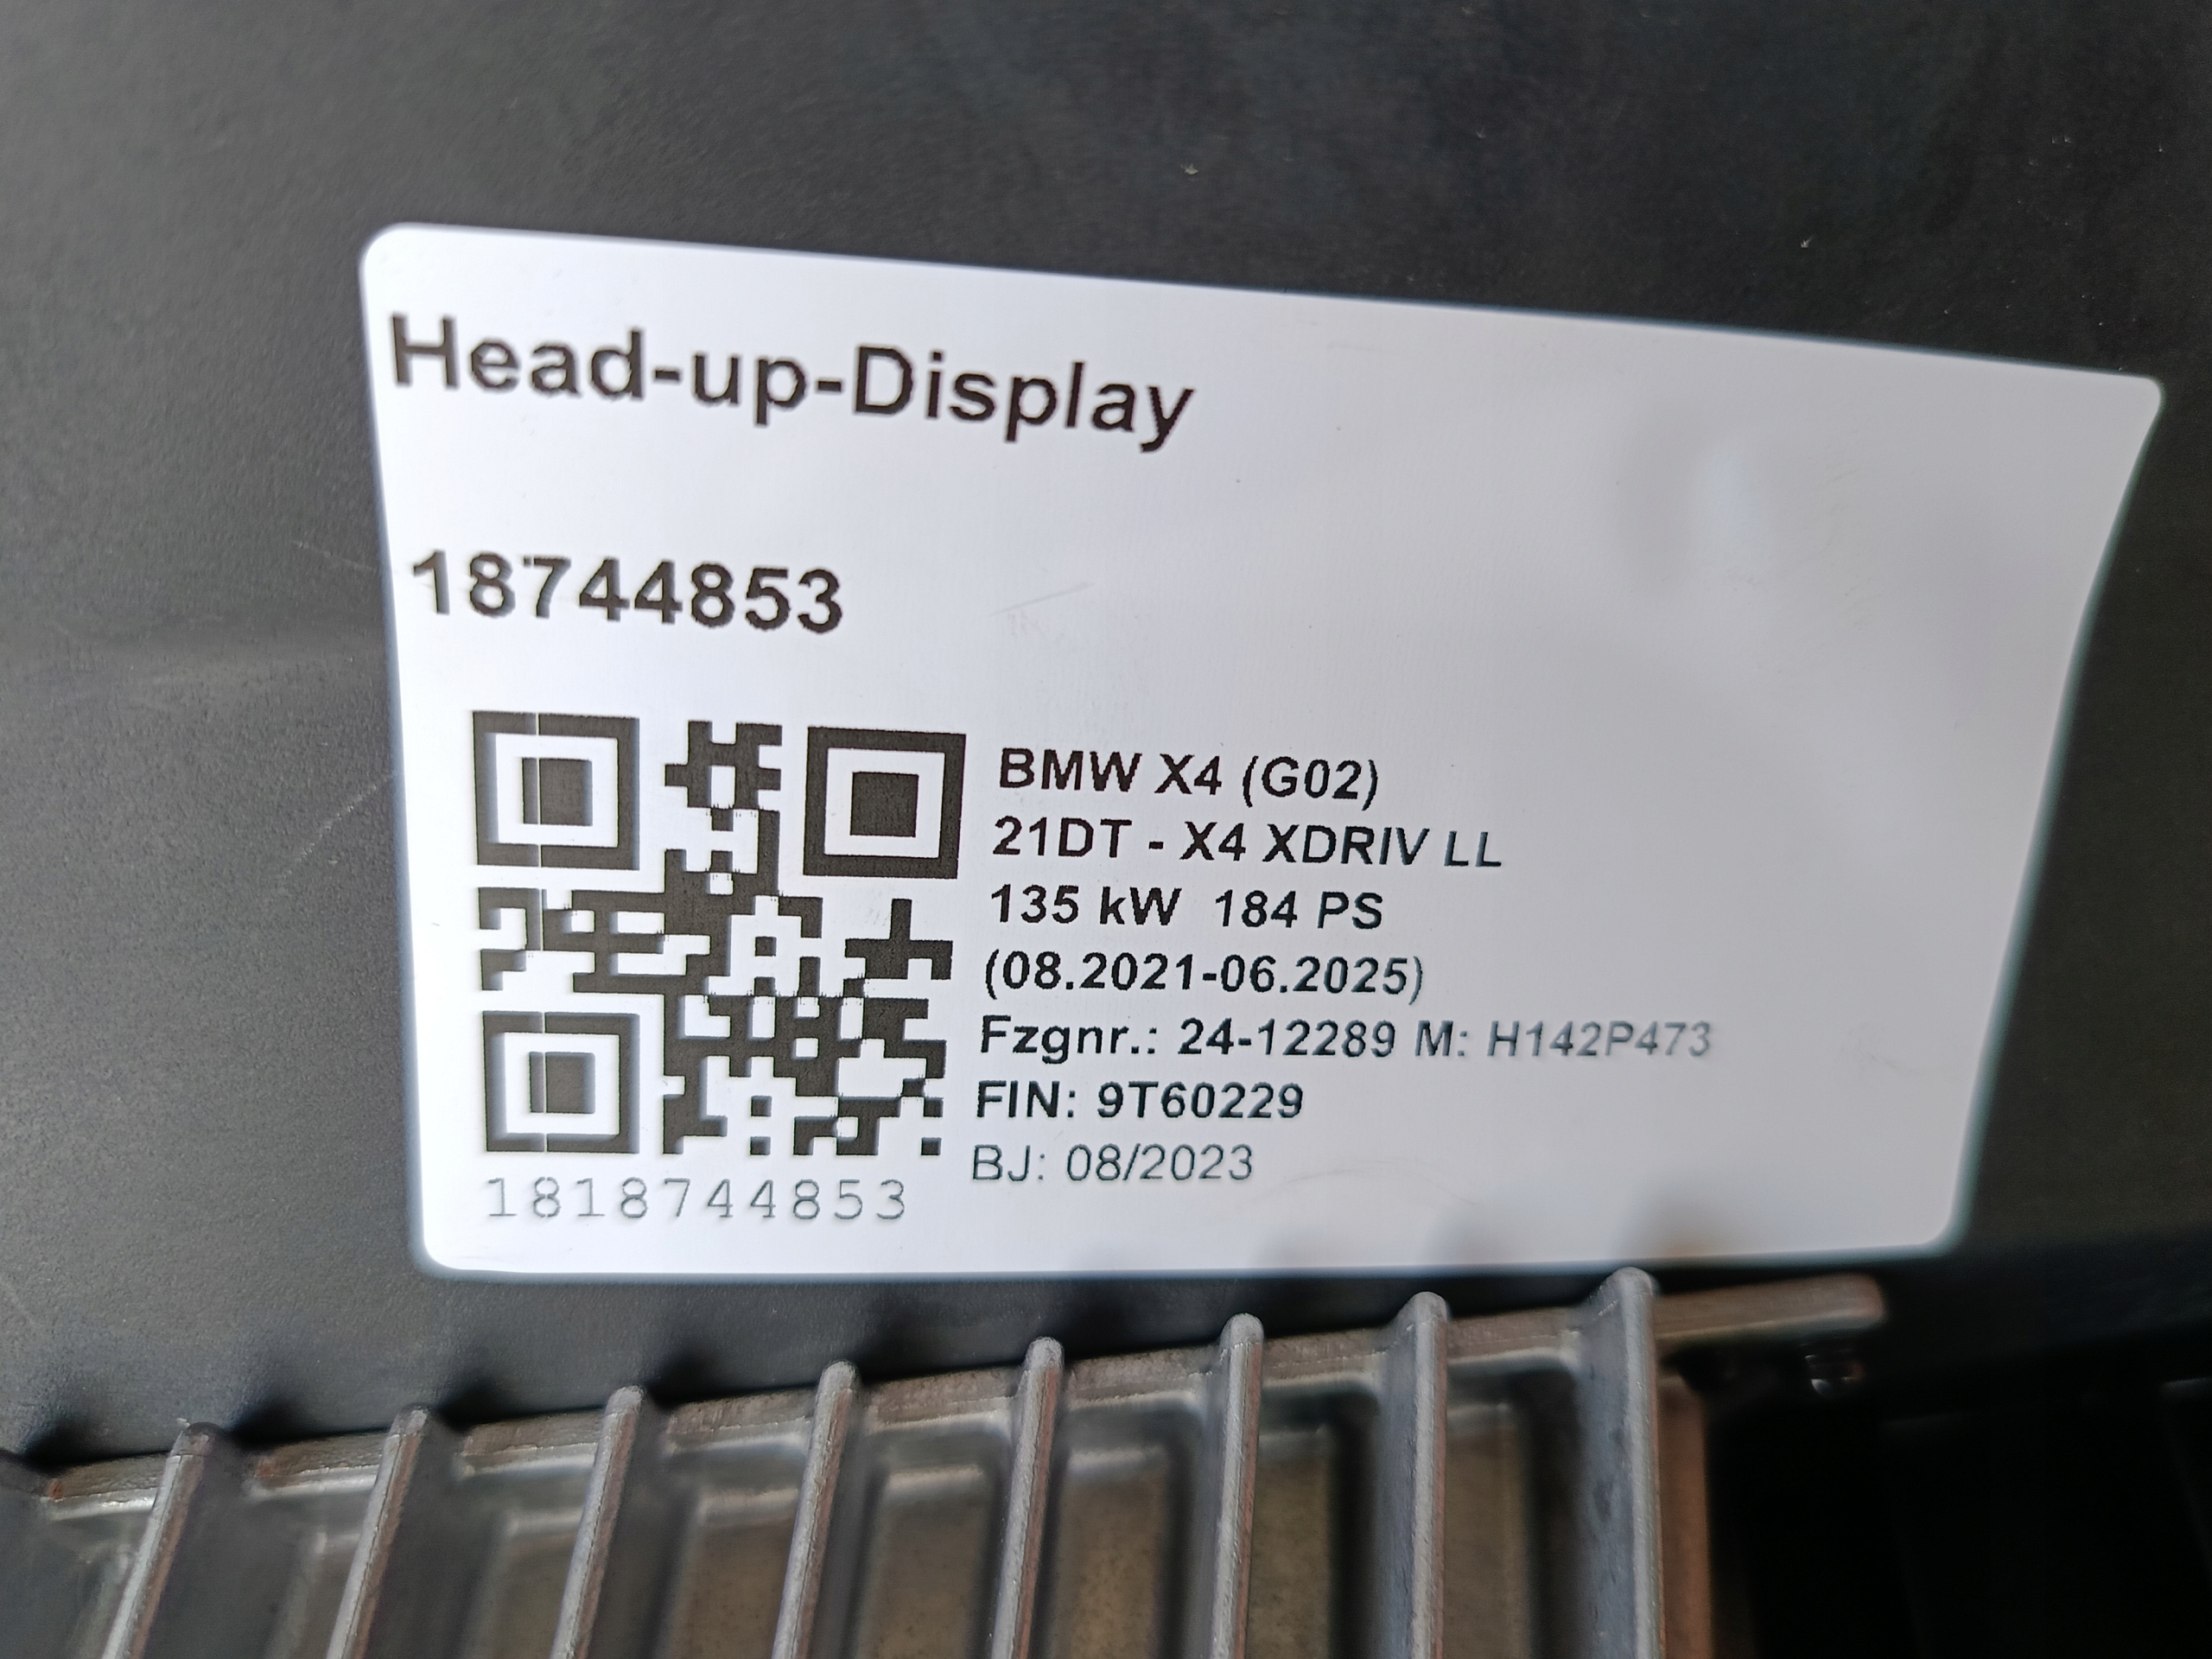 Head-up-Display
18744853
BMW X4 (G02)
21DT - X4 XDRIV LL
135 kW 184 PS
(08.2021-06.2025)
Fzgnr.: 24-12289 M: H142P473
FIN: 9T60229
BJ: 08/2023
1818744853